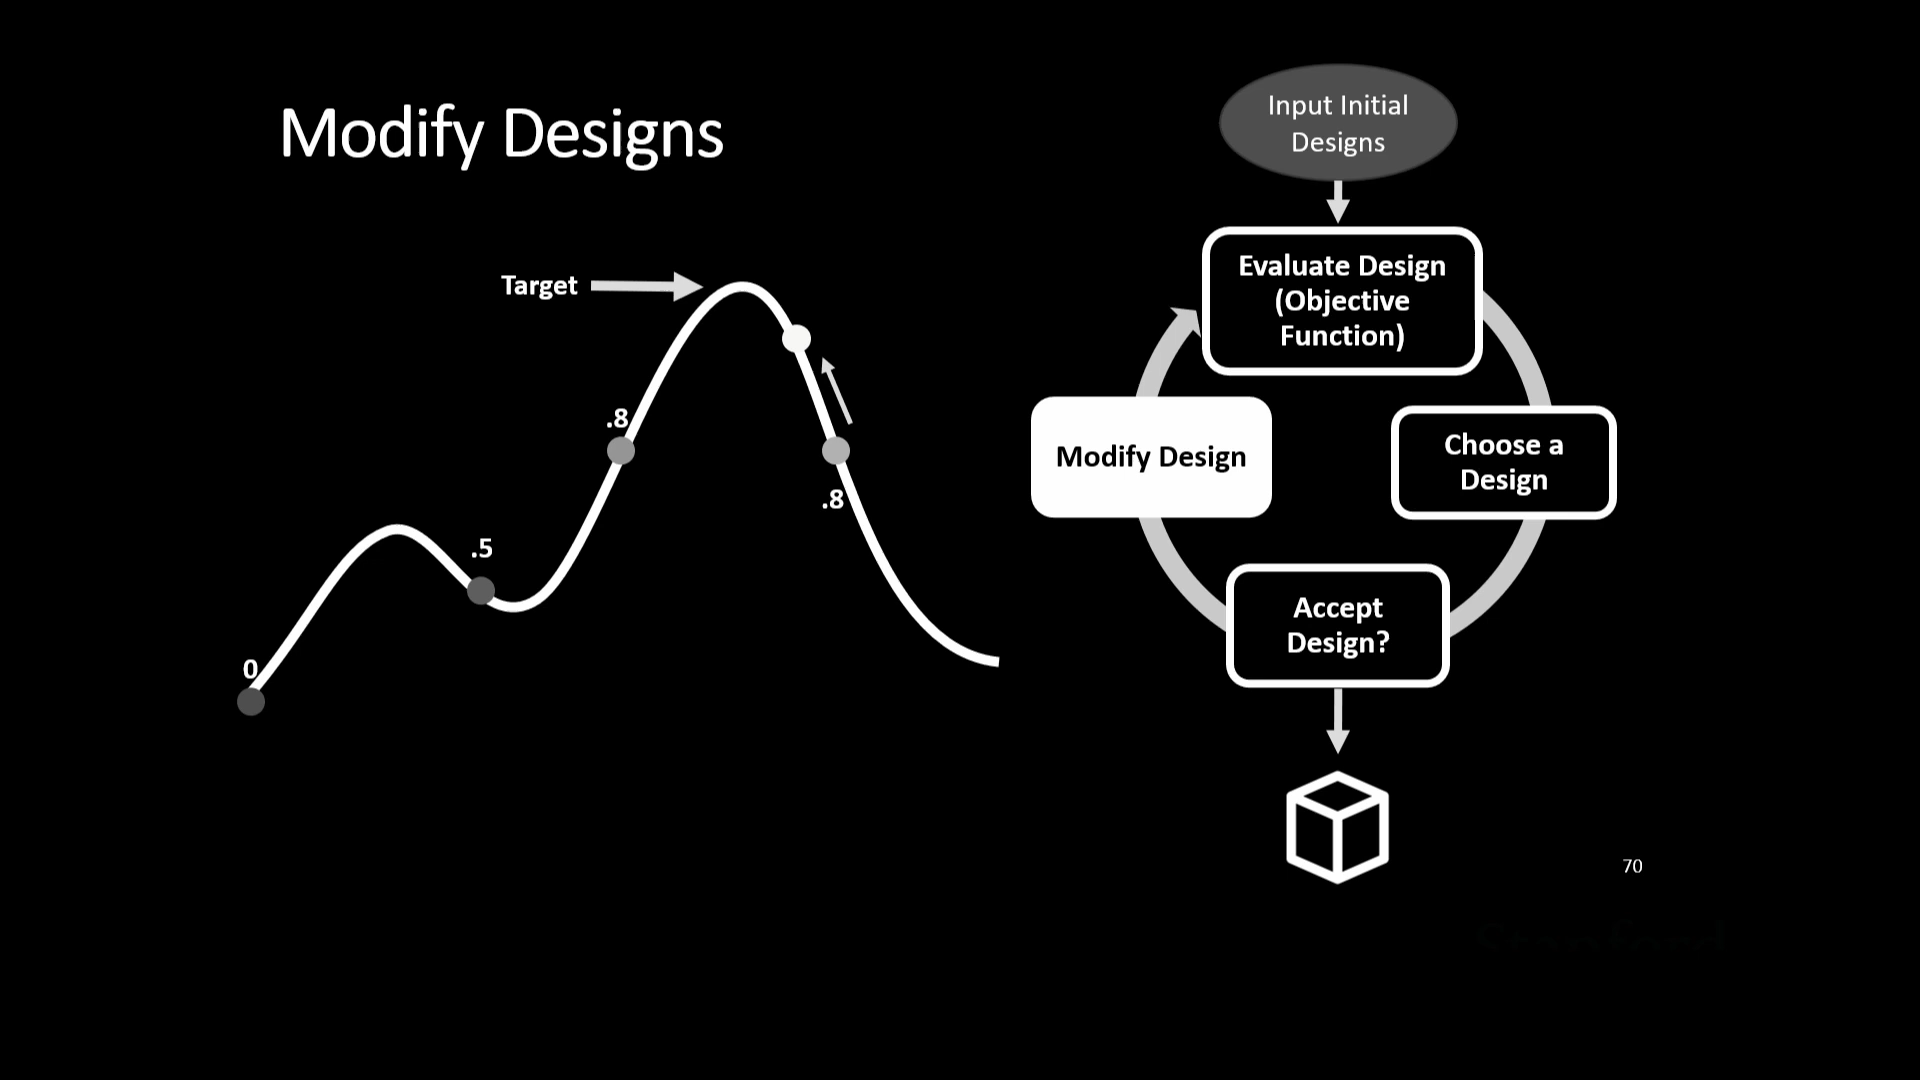 Modify Designs
Target
.8
.5
.8
0
Input Initial
Designs
Evaluate Design
(Objective
Function)
Modify Design
Choose a
Design
Accept
Design?
70